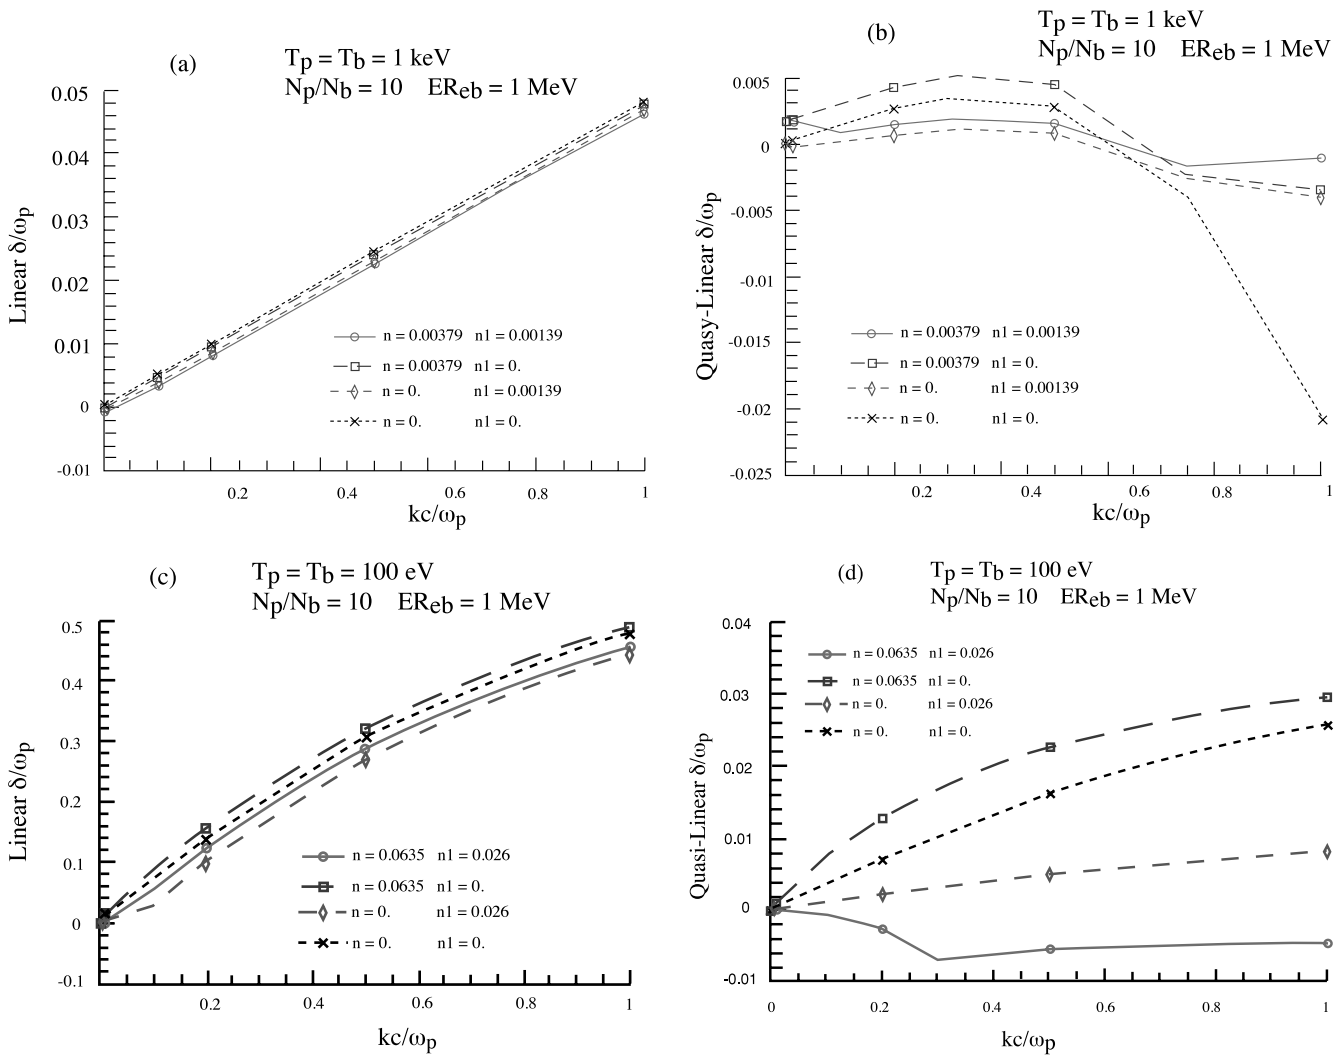 (a)
Tp = Tb = 1 keV
Np/Nb = 10 EReb = 1 MeV
0.05
0.04
0.03
0.02
0.01
0
-0.01
Linear δ/ωp
n = 0.00379 n1 = 0.00139
n = 0.00379 n1 = 0.
n = 0. n1 = 0.00139
n = 0. n1 = 0.
0.2 0.4 0.6 0.8 1
kc/ωp
(b)
Tp = Tb = 1 keV
Np/Nb = 10 EReb = 1 MeV
0.005
0
-0.005
-0.01
-0.015
-0.02
-0.025
Quasy-Linear δ/ωp
n = 0.00379 n1 = 0.00139
n = 0.00379 n1 = 0.
n = 0. n1 = 0.00139
n = 0. n1 = 0.
0.2 0.4 0.6 0.8 1
kc/ωp
(c)
Tp = Tb = 100 eV
Np/Nb = 10 EReb = 1 MeV
0.5
0.4
0.3
0.2
0.1
0
-0.1
Linear δ/ωp
n = 0.0635 n1 = 0.026
n = 0.0635 n1 = 0.
n = 0. n1 = 0.026
n = 0. n1 = 0.
0.2 0.4 0.6 0.8 1
kc/ωp
(d)
Tp = Tb = 100 eV
Np/Nb = 10 EReb = 1 MeV
0.04
0.03
0.02
0.01
0
-0.01
Quasi-Linear δ/ωp
n = 0.0635 n1 = 0.026
n = 0.0635 n1 = 0.
n = 0. n1 = 0.026
n = 0. n1 = 0.
0 0.2 0.4 0.6 0.8 1
kc/ωp